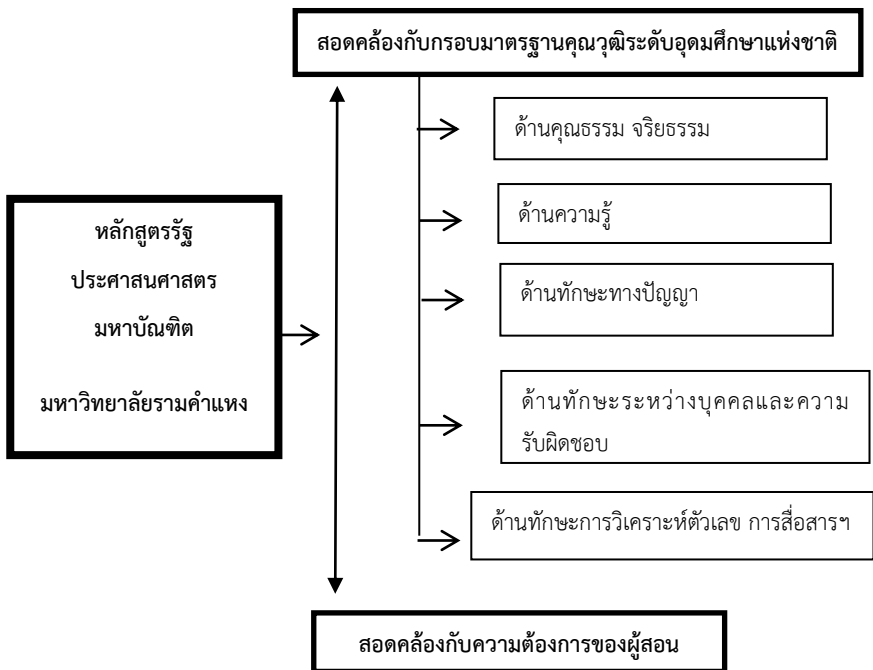 สอดคล้องกับกรอบมาตรฐานคุณวุฒิระดับอุดมศึกษาแห่งชาติ
ด้านคุณธรรม จริยธรรม
หลักสูตรรัฐ
ประศาสนศาสตร
มหาบัณฑิต
มหาวิทยาลัยรามคำแหง
ด้านความรู้
ด้านทักษะทางปัญญา
ด้านทักษะระหว่างบุคคลและความ
รับผิดชอบ
ด้านทักษะการวิเคราะห์ตัวเลข การสื่อสารฯ
สอดคล้องกับความต้องการของผู้สอน